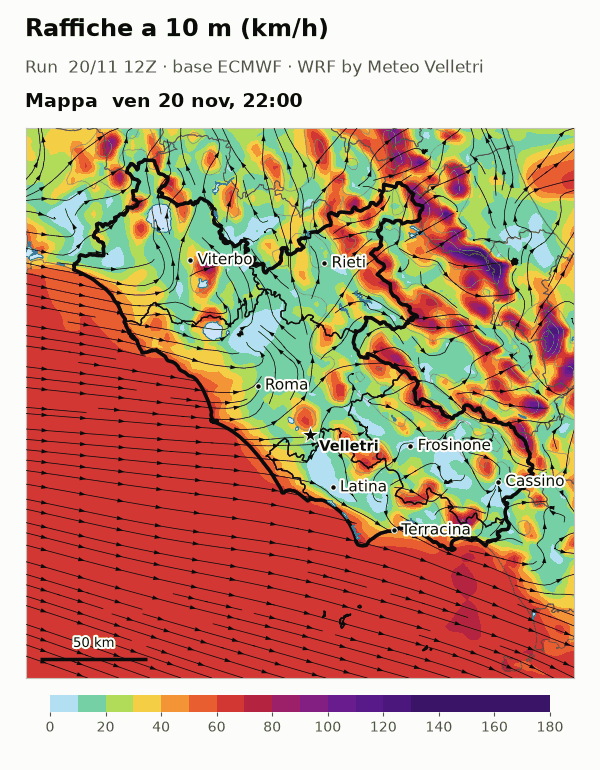 Raffiche a 10 m (km/h)
Run  20/11 12Z · base ECMWF · WRF by Meteo Velletri
Mappa  ven 20 nov, 22:00
Viterbo
Rieti
Roma
Velletri
Frosinone
Latina
Cassino
Terracina
50 km
0 20 40 60 80 100 120 140 160 180